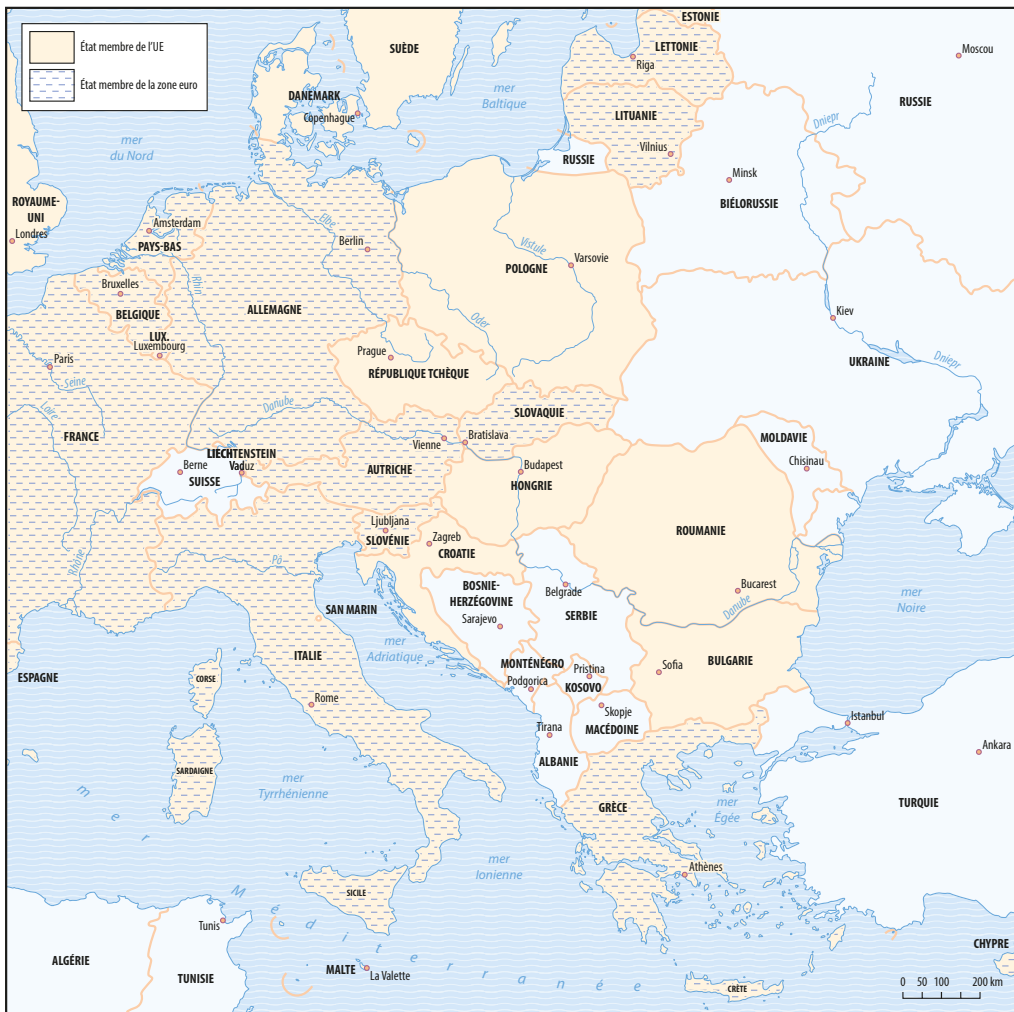 État membre de l'UE
État membre de la zone euro
ESTONIE
SUÈDE
LETTONIE
Moscou
Riga
DANEMARK
mer
Baltique
RUSSIE
Copenhague
LITUANIE
Dniepr
mer
du Nord
Vilnius
RUSSIE
Minsk
BIÉLORUSSIE
ROYAUME-
UNI
Londres
Amsterdam
PAYS-BAS
Elbe
Berlin
Vistule
Varsovie
POLOGNE
Bruxelles
Rhin
BELGIQUE
ALLEMAGNE
Oder
Kiev
LUX.
Luxembourg
Paris
Prague
RÉPUBLIQUE TCHÈQUE
UKRAINE
Dniepr
Seine
Loire
Danube
SLOVAQUIE
FRANCE
Vienne
Bratislava
MOLDAVIE
LIECHTENSTEIN
Berne
Vaduz
SUISSE
AUTRICHE
Budapest
HONGRIE
Chisinau
Ljubljana
SLOVÉNIE
Zagreb
CROATIE
ROUMANIE
Rhône
Pô
BOSNIE-
HERZÉGOVINE
Sarajevo
Belgrade
SERBIE
Bucarest
Danube
mer
Noire
SAN MARIN
mer
Adriatique
ITALIE
MONTÉNÉGRO
Podgorica
Pristina
KOSOVO
Sofia
BULGARIE
ESPAGNE
CORSE
Rome
Skopje
MACÉDOINE
Istanbul
Tirana
ALBANIE
Ankara
SARDAIGNE
mer
Tyrrhénienne
GRÈCE
mer
Égée
TURQUIE
mer
Ionienne
Athènes
SICILE
mer Méditerranée
Tunis
ALGÉRIE
TUNISIE
MALTE
La Valette
CRÈTE
CHYPRE
0 50 100 200 km